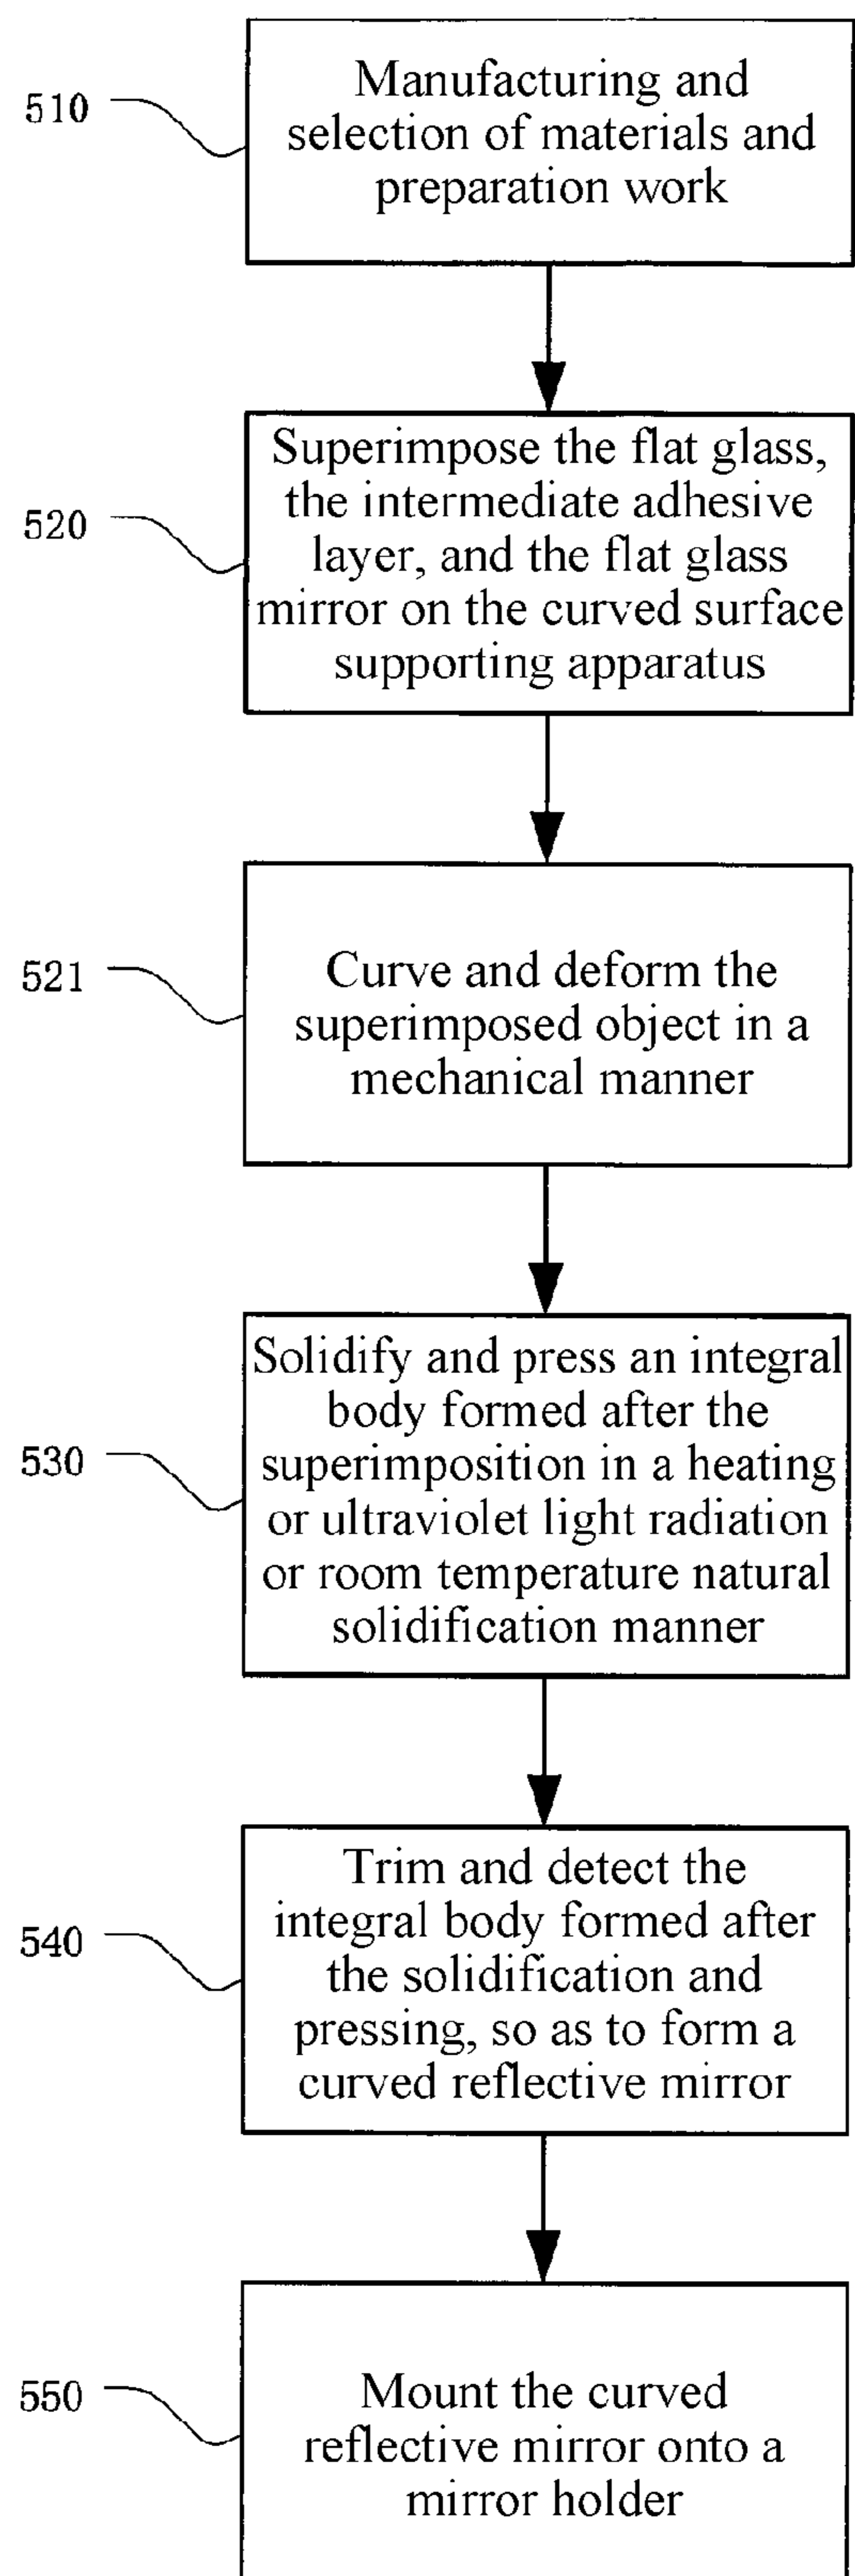 510
Manufacturing and
selection of materials and
preparation work
520
Superimpose the flat glass,
the intermediate adhesive
layer, and the flat glass
mirror on the curved surface
supporting apparatus
521
Curve and deform the
superimposed object in a
mechanical manner
530
Solidify and press an integral
body formed after the
superimposition in a heating
or ultraviolet light radiation
or room temperature natural
solidification manner
540
Trim and detect the
integral body formed after
the solidification and
pressing, so as to form a
curved reflective mirror
550
Mount the curved
reflective mirror onto a
mirror holder